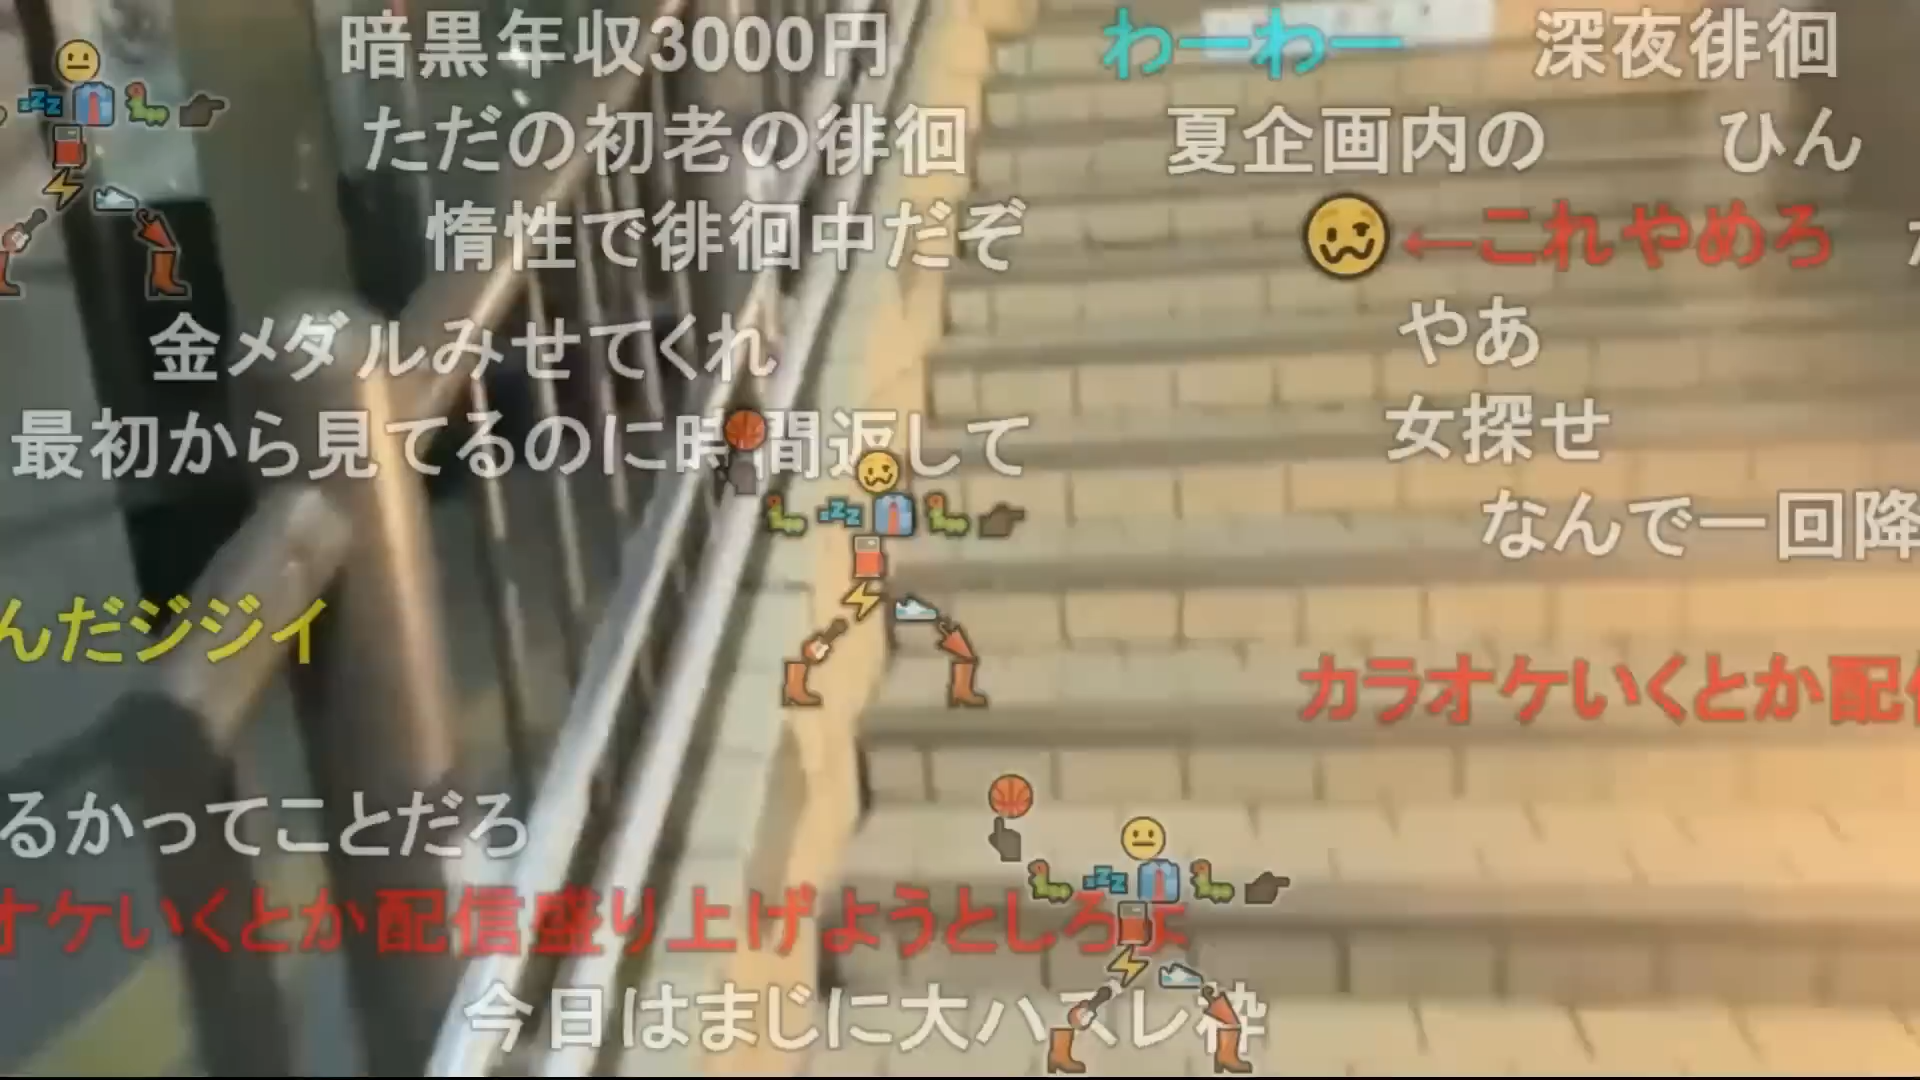 暗黒年収3000円
わーわー
深夜徘徊
ただの初老の徘徊
夏企画内の
ひん
惰性で徘徊中だぞ
←これやめろ
金メダルみせてくれ
やあ
最初から見てるのに時間返して
女探せ
なんで一回降
んだジジイ
カラオケいくとか配信
るかってことだろ
オケいくとか配信盛り上げようとしろよ
今日はまじに大ハズレ枠